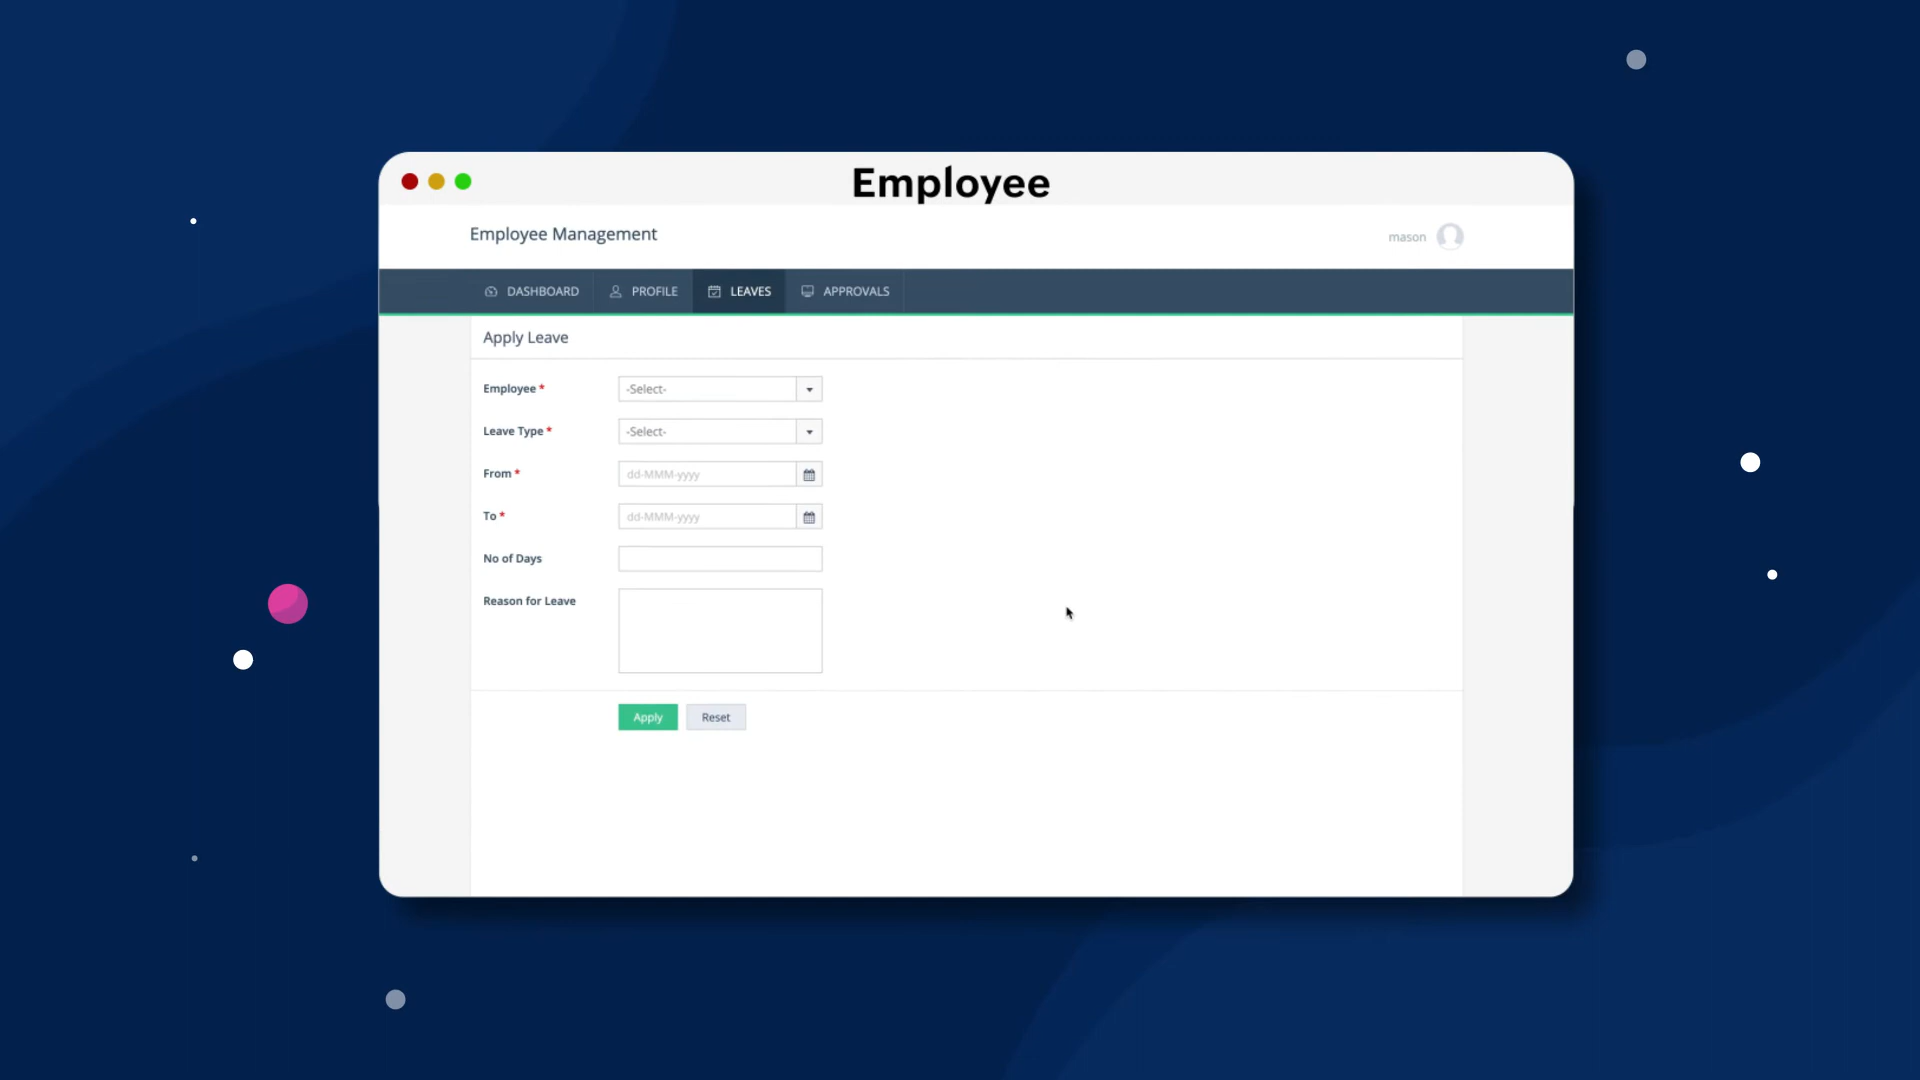 Employee
Employee Management
mason
DASHBOARD PROFILE LEAVES APPROVALS
Apply Leave
Employee * -Select-
Leave Type * -Select-
From * dd-MMM-yyyy
To * dd-MMM-yyyy
No of Days
Reason for Leave
Apply Reset